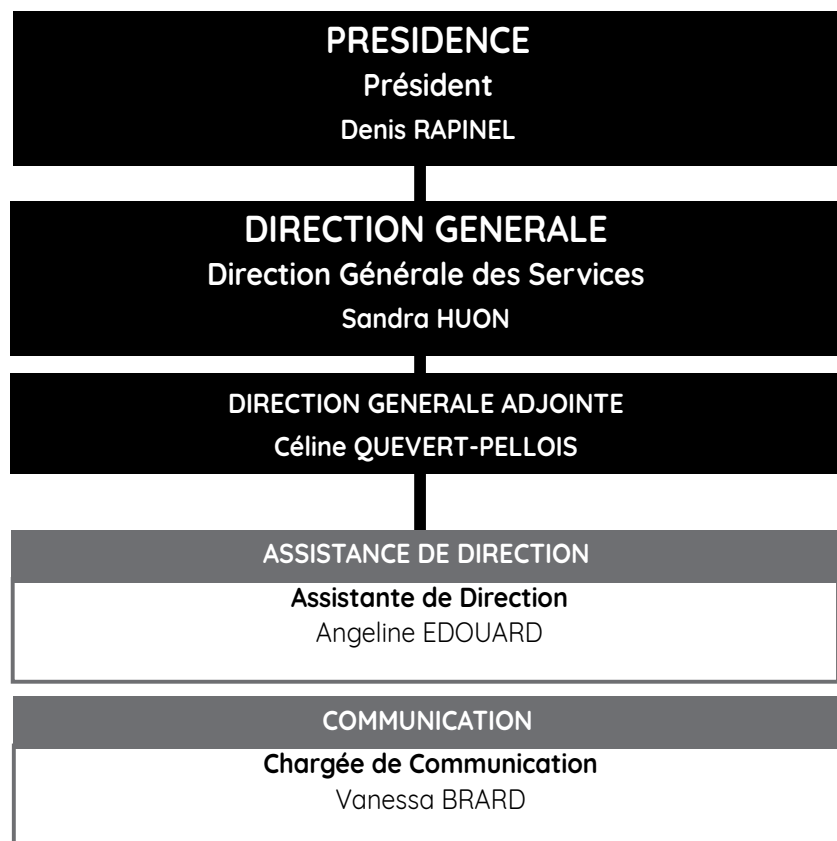 PRESIDENCE
Président
Denis RAPINEL
DIRECTION GENERALE
Direction Générale des Services
Sandra HUON
DIRECTION GENERALE ADJOINTE
Céline QUEVERT-PELLOIS
ASSISTANCE DE DIRECTION
Assistante de Direction
Angeline EDOUARD
COMMUNICATION
Chargée de Communication
Vanessa BRARD